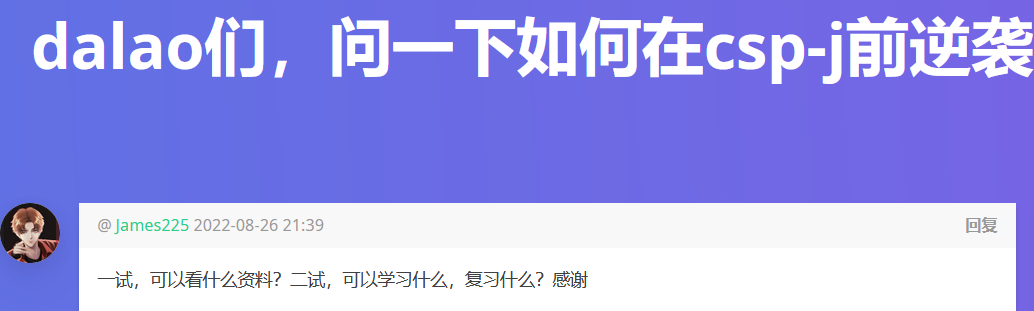 dalao们，问一下如何在csp-j前逆袭
@ James225 2022-08-26 21:39 回复
一试，可以看什么资料？二试，可以学习什么，复习什么？感谢